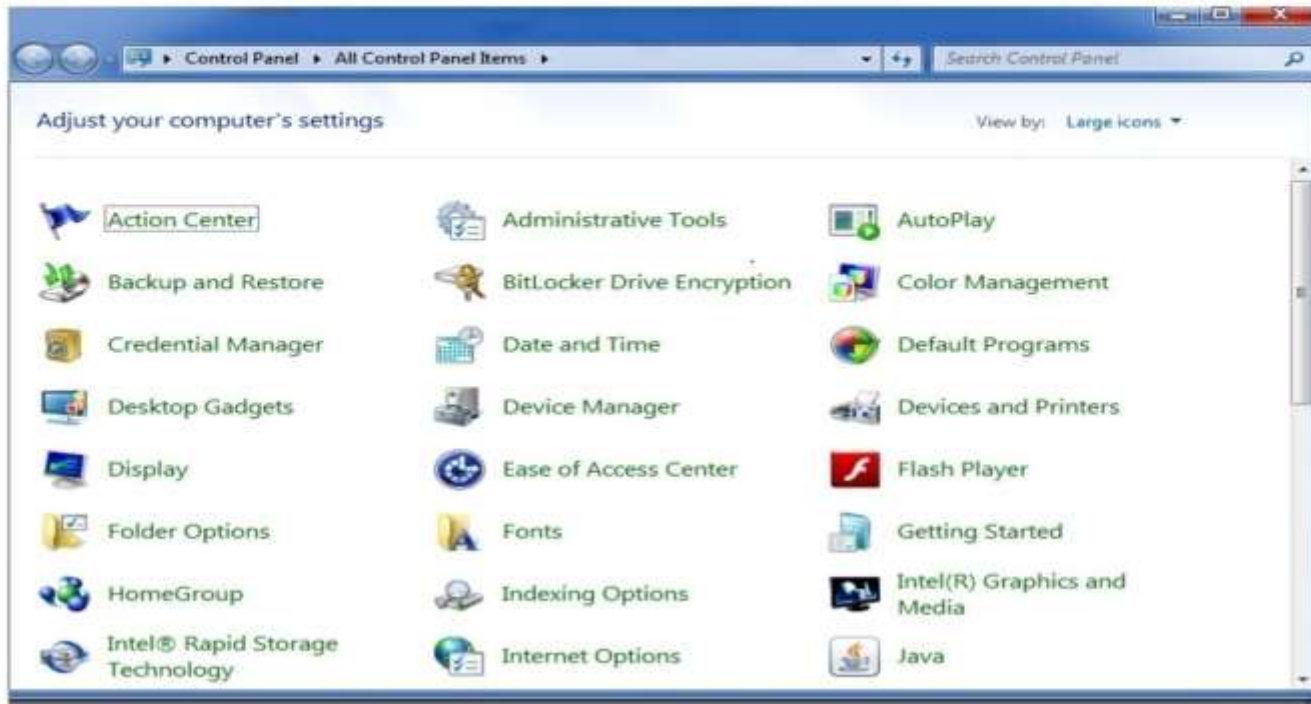 Control Panel ▸ All Control Panel Items ▸ Search Control Panel
Adjust your computer's settings View by: Large icons
Action Center Administrative Tools AutoPlay
Backup and Restore BitLocker Drive Encryption Color Management
Credential Manager Date and Time Default Programs
Desktop Gadgets Device Manager Devices and Printers
Display Ease of Access Center Flash Player
Folder Options Fonts Getting Started
HomeGroup Indexing Options Intel(R) Graphics and
Media
Intel® Rapid Storage
Technology Internet Options Java